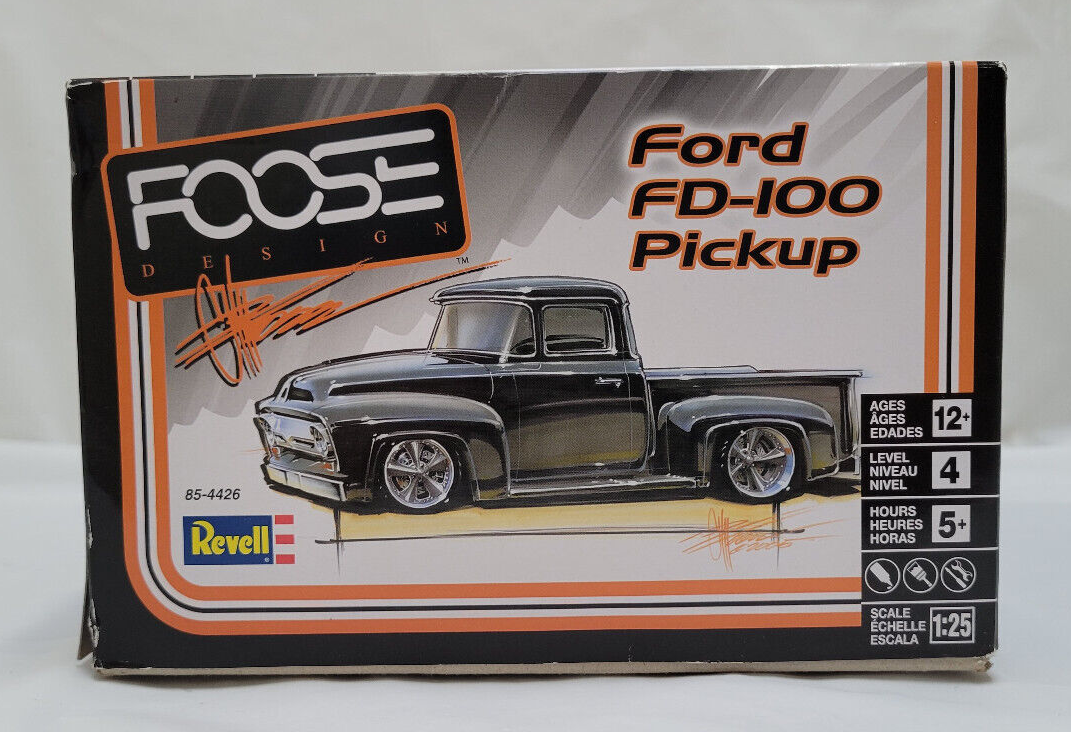 FOOSE
DESIGN
™
Ford
FD-100
Pickup
85-4426
Revell
AGES
ÂGES
EDADES
12+
LEVEL
NIVEAU
NIVEL
4
HOURS
HEURES
HORAS
5+
SCALE
ÉCHELLE
ESCALA
1:25